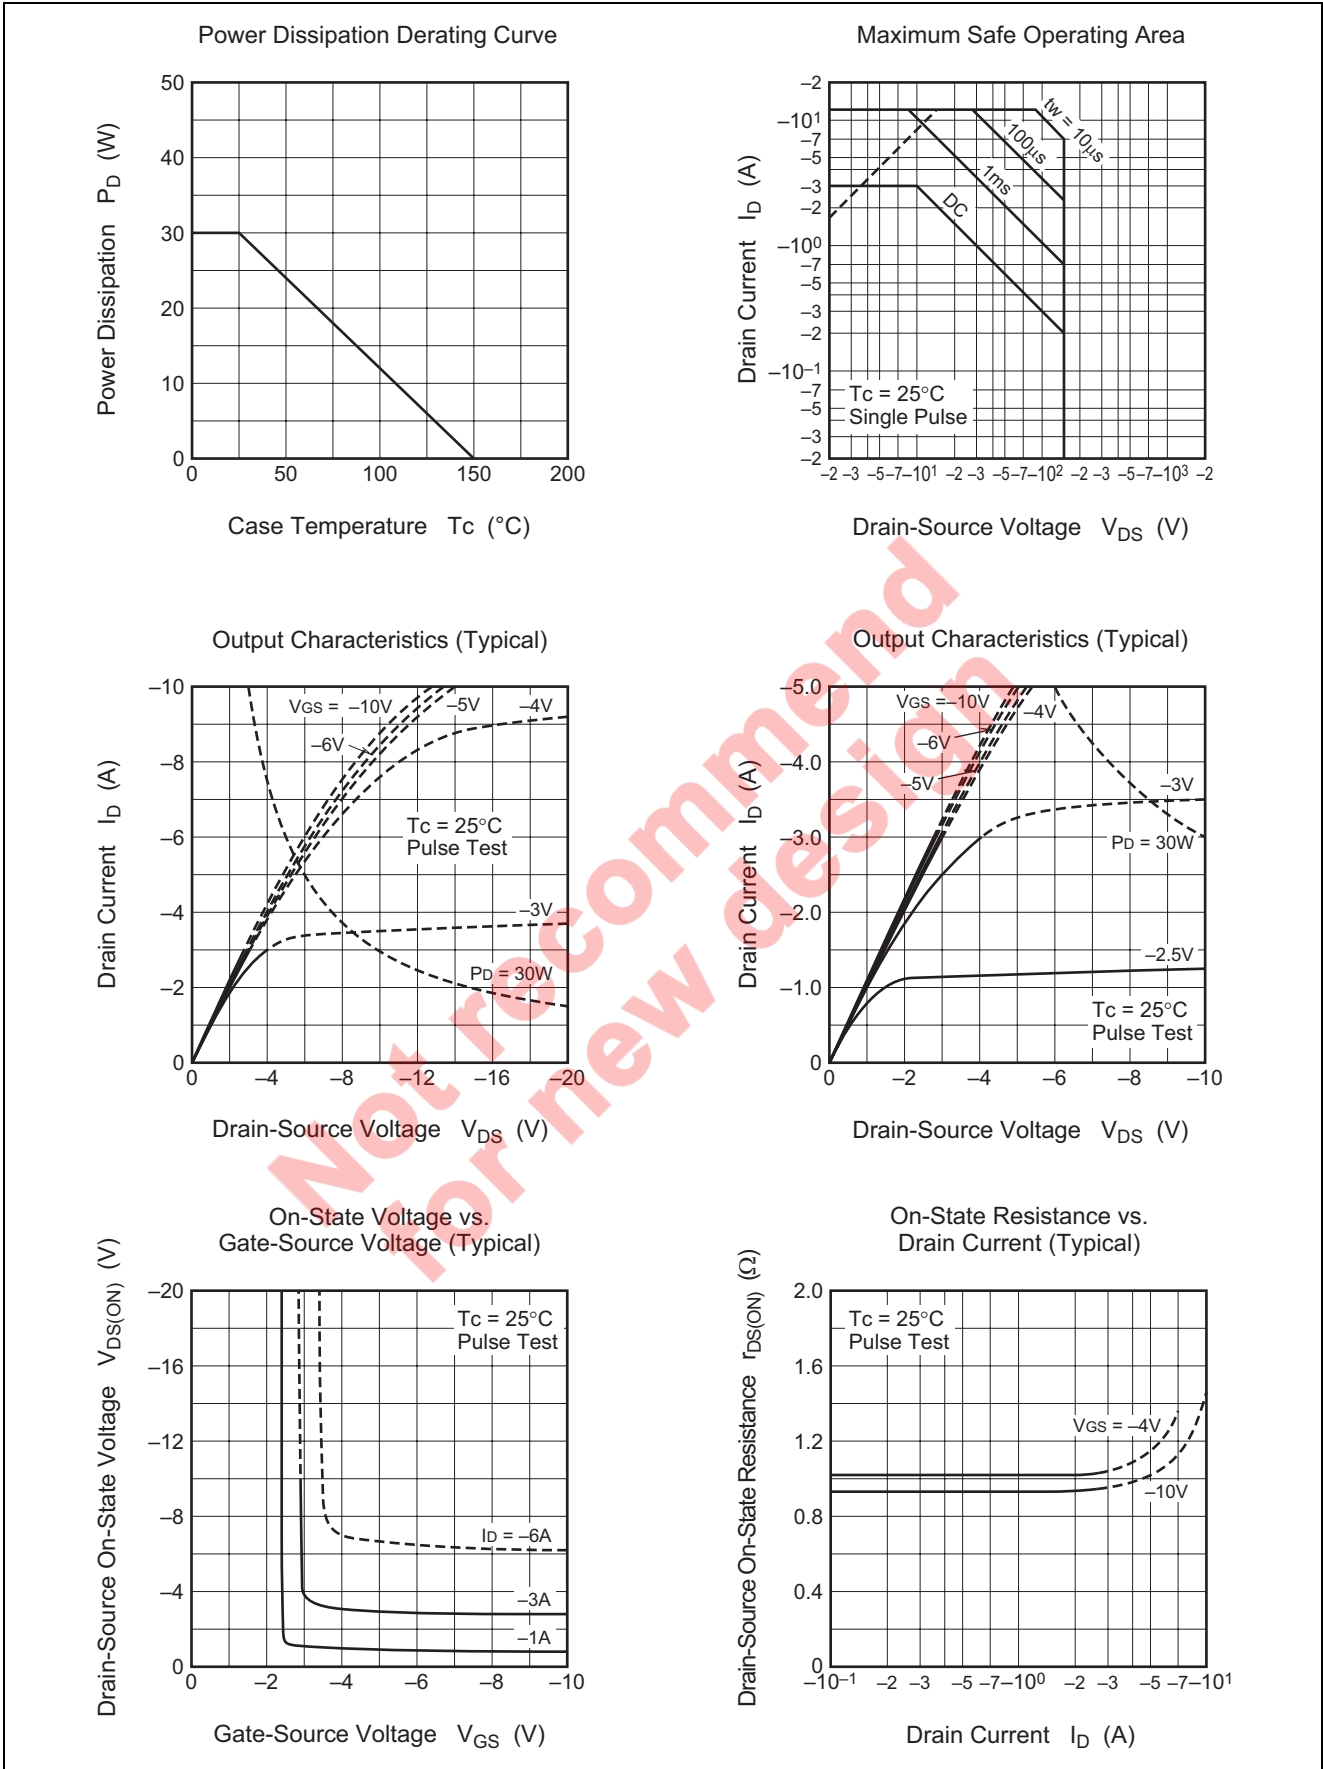 Power Dissipation Derating Curve
Power Dissipation PD (W)
50
40
30
20
10
0
0 50 100 150 200
Case Temperature Tc (°C)
Maximum Safe Operating Area
Drain Current ID (A)
–2
–10¹
–7
–5
–3
–2
–10⁰
–7
–5
–3
–2
–10⁻¹
–7
–5
–3
–2
tw = 10μs
100μs
1ms
DC
Tc = 25°C
Single Pulse
–2 –3 –5 –7 –10¹ –2 –3 –5 –7 –10² –2 –3 –5 –7 –10³ –2
Drain-Source Voltage VDS (V)
Output Characteristics (Typical)
Drain Current ID (A)
–10
–8
–6
–4
–2
0
VGS = –10V
–5V
–4V
–6V
Tc = 25°C
Pulse Test
–3V
PD = 30W
0 –4 –8 –12 –16 –20
Drain-Source Voltage VDS (V)
Output Characteristics (Typical)
Drain Current ID (A)
–5.0
–4.0
–3.0
–2.0
–1.0
0
VGS = –10V
–4V
–6V
–5V
–3V
PD = 30W
–2.5V
Tc = 25°C
Pulse Test
0 –2 –4 –6 –8 –10
Drain-Source Voltage VDS (V)
On-State Voltage vs.
Gate-Source Voltage (Typical)
Drain-Source On-State Voltage VDS(ON) (V)
–20
–16
–12
–8
–4
0
Tc = 25°C
Pulse Test
ID = –6A
–3A
–1A
0 –2 –4 –6 –8 –10
Gate-Source Voltage VGS (V)
On-State Resistance vs.
Drain Current (Typical)
Drain-Source On-State Resistance rDS(ON) (Ω)
2.0
1.6
1.2
0.8
0.4
0
Tc = 25°C
Pulse Test
VGS = –4V
–10V
–10⁻¹ –2 –3 –5 –7 –10⁰ –2 –3 –5 –7 –10¹
Drain Current ID (A)
Not recommend
for new design